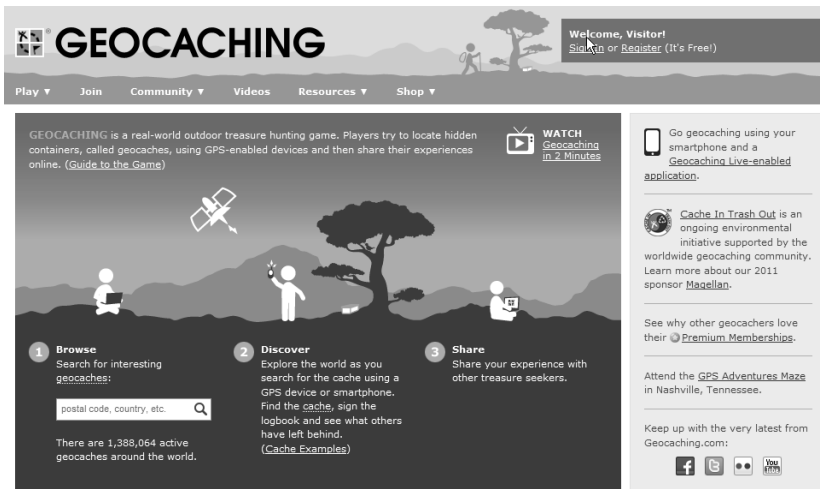 GEOCACHING
Welcome, Visitor!
Sign In or Register (It's Free!)
Play ▼ Join Community ▼ Videos Resources ▼ Shop ▼
GEOCACHING is a real-world outdoor treasure hunting game. Players try to locate hidden
containers, called geocaches, using GPS-enabled devices and then share their experiences
online. (Guide to the Game)
WATCH
Geocaching
in 2 Minutes
1 Browse
Search for interesting
geocaches:
postal code, country, etc.
There are 1,388,064 active
geocaches around the world.
2 Discover
Explore the world as you
search for the cache using a
GPS device or smartphone.
Find the cache, sign the
logbook and see what others
have left behind.
(Cache Examples)
3 Share
Share your experience with
other treasure seekers.
Go geocaching using your
smartphone and a
Geocaching Live-enabled
application.
Cache In Trash Out is an
ongoing environmental
initiative supported by the
worldwide geocaching community.
Learn more about our 2011
sponsor Magellan.
See why other geocachers love
their Premium Memberships.
Attend the GPS Adventures Maze
in Nashville, Tennessee.
Keep up with the very latest from
Geocaching.com:
You
Tube